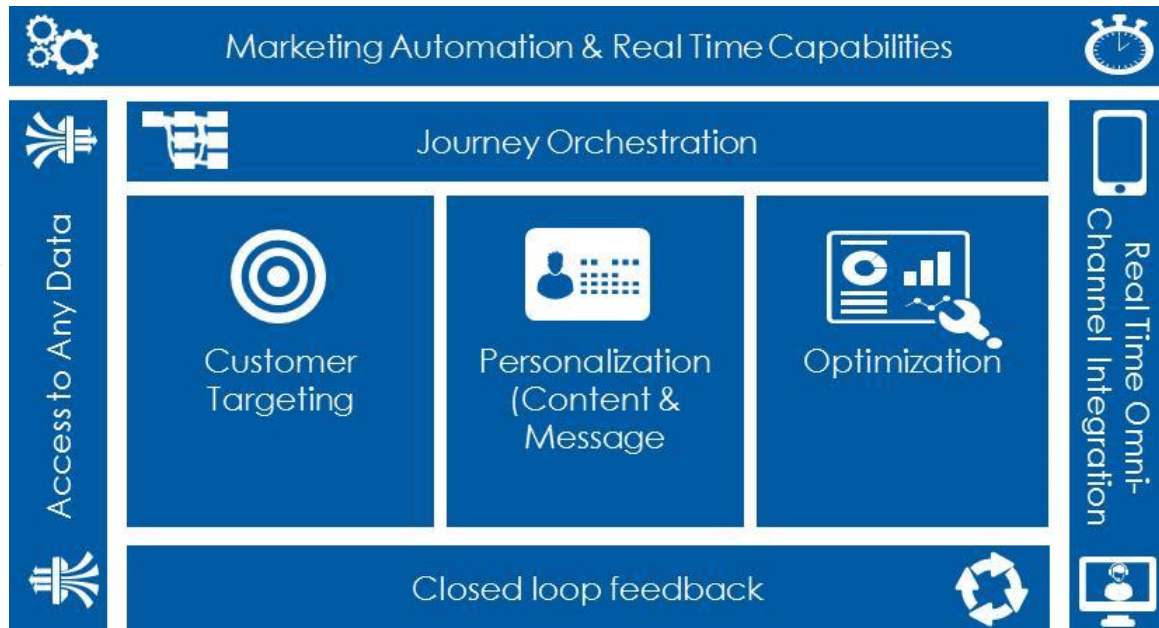 Marketing Automation & Real Time Capabilities
Journey Orchestration
Access to Any Data
Customer
Targeting
Personalization
(Content &
Message
Optimization
Real Time Omni-
Channel Integration
Closed loop feedback